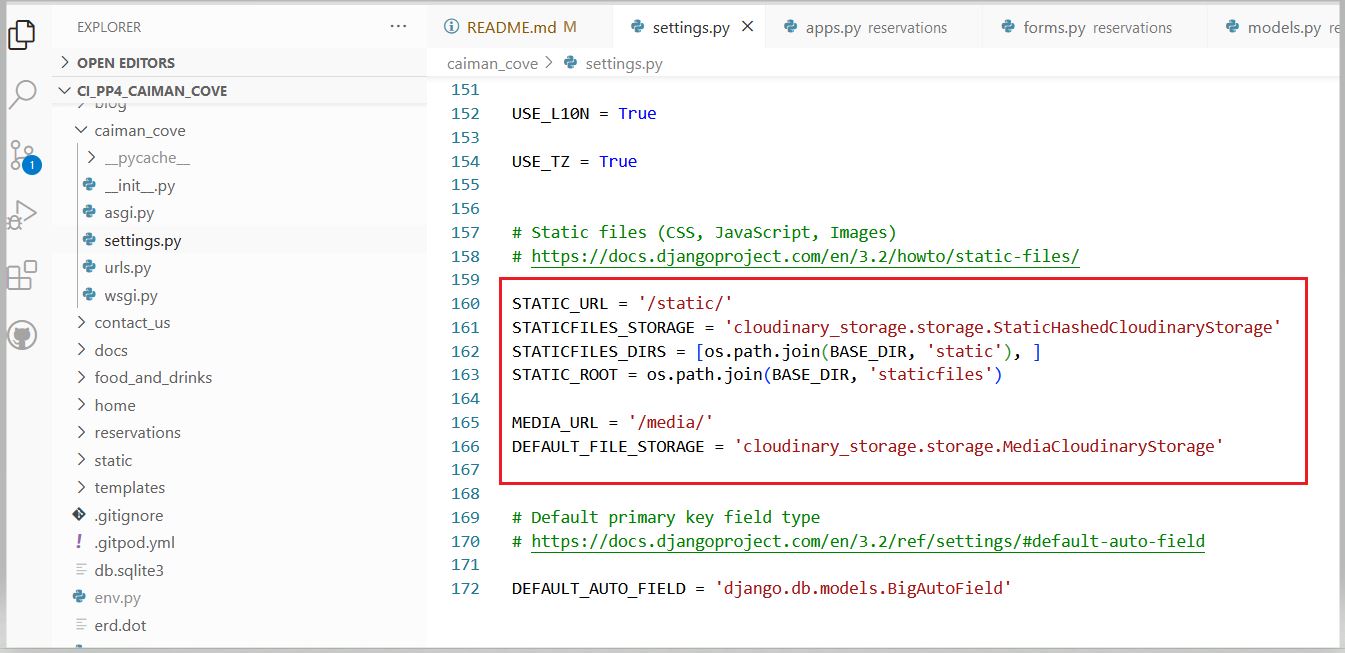 EXPLORER
···
OPEN EDITORS
CI_PP4_CAIMAN_COVE
blog
caiman_cove
__pycache__
__init__.py
asgi.py
settings.py
urls.py
wsgi.py
contact_us
docs
food_and_drinks
home
reservations
static
templates
.gitignore
.gitpod.yml
db.sqlite3
env.py
erd.dot
1
README.md M
settings.py
apps.py reservations
forms.py reservations
models.py re
caiman_cove > settings.py
151
152 USE_L10N = True
153
154 USE_TZ = True
155
156
157 # Static files (CSS, JavaScript, Images)
158 # https://docs.djangoproject.com/en/3.2/howto/static-files/
159
160 STATIC_URL = '/static/'
161 STATICFILES_STORAGE = 'cloudinary_storage.storage.StaticHashedCloudinaryStorage'
162 STATICFILES_DIRS = [os.path.join(BASE_DIR, 'static'), ]
163 STATIC_ROOT = os.path.join(BASE_DIR, 'staticfiles')
164
165 MEDIA_URL = '/media/'
166 DEFAULT_FILE_STORAGE = 'cloudinary_storage.storage.MediaCloudinaryStorage'
167
168
169 # Default primary key field type
170 # https://docs.djangoproject.com/en/3.2/ref/settings/#default-auto-field
171
172 DEFAULT_AUTO_FIELD = 'django.db.models.BigAutoField'